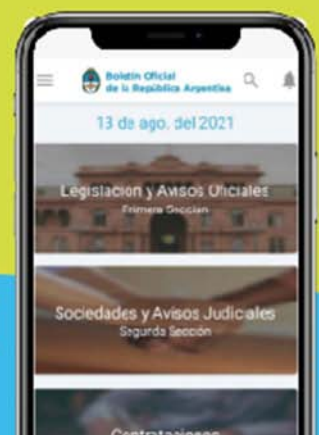 Boletín Oficial
de la República Argentina
13 de ago. del 2021
Legislación y Avisos Oficiales
Primera Sección
Sociedades y Avisos Judiciales
Segunda Sección
Contrataciones